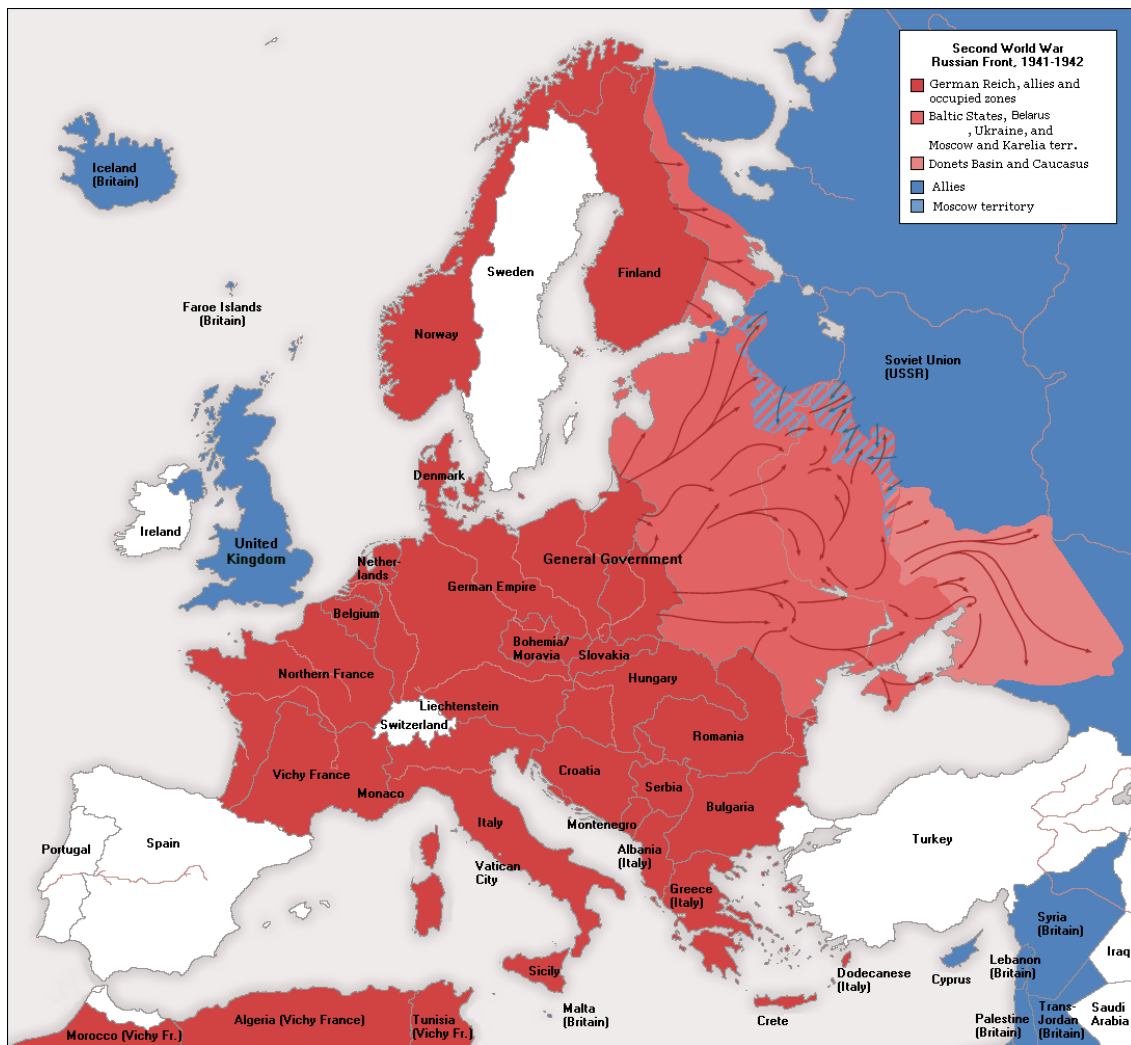 Second World War
Russian Front, 1941-1942
German Reich, allies and
occupied zones
Baltic States, Belarus
, Ukraine, and
Moscow and Karelia terr.
Donets Basin and Caucasus
Allies
Moscow territory
Iceland
(Britain)
Faroe Islands
(Britain)
Sweden
Finland
Norway
Soviet Union
(USSR)
Denmark
Ireland
United
Kingdom
Nether-
lands
General Government
German Empire
Belgium
Bohemia/
Moravia
Slovakia
Northern France
Hungary
Liechtenstein
Switzerland
Romania
Vichy France
Croatia
Monaco
Serbia
Bulgaria
Italy
Montenegro
Portugal
Spain
Turkey
Albania
(Italy)
Vatican
City
Greece
(Italy)
Syria
(Britain)
Sicily
Dodecanese
(Italy)
Cyprus
Lebanon
(Britain)
Iraq
Malta
(Britain)
Crete
Palestine
(Britain)
Trans-
Jordan
(Britain)
Saudi
Arabia
Morocco (Vichy Fr.)
Algeria (Vichy France)
Tunisia
(Vichy Fr.)